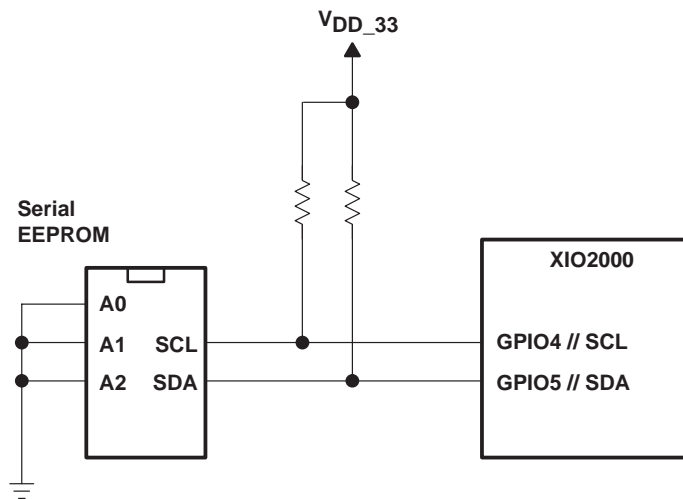 VDD_33
Serial
EEPROM
XIO2000
A0
A1 SCL
A2 SDA
GPIO4 // SCL
GPIO5 // SDA